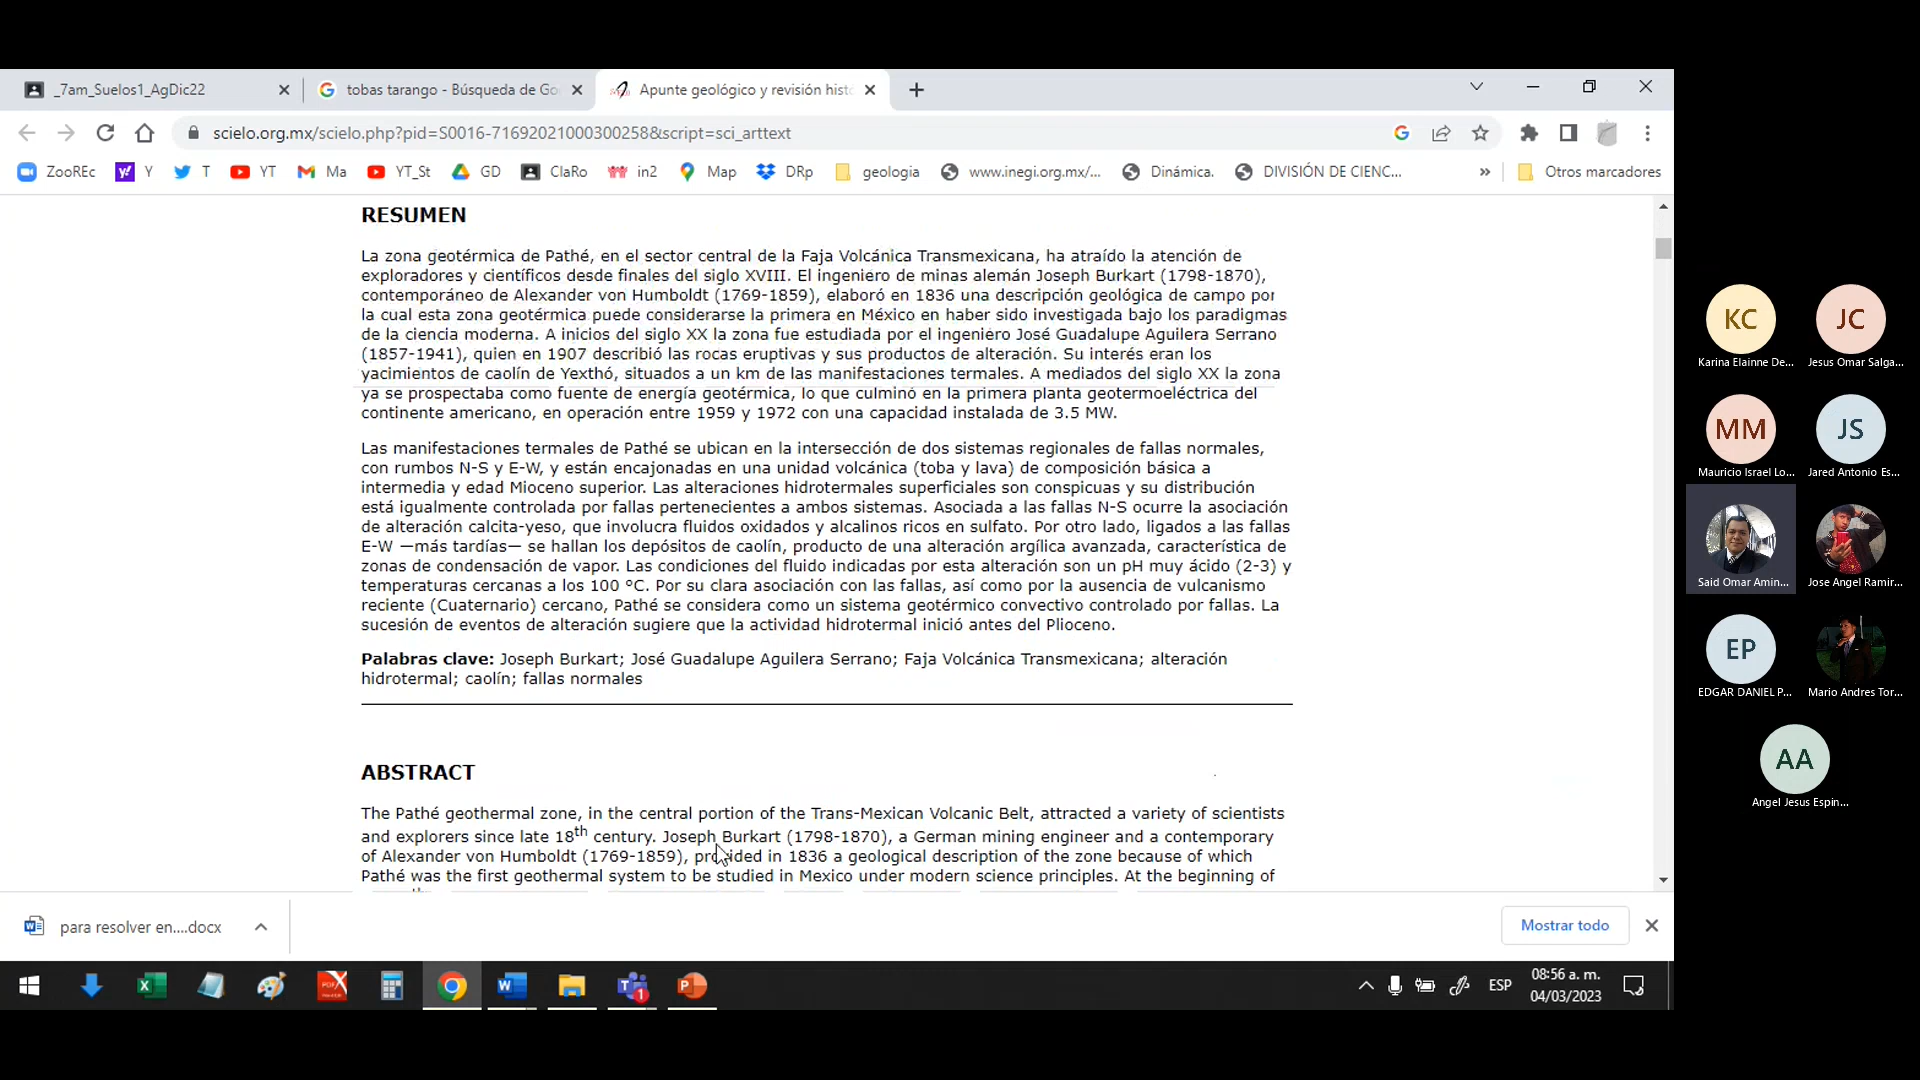 _7am_Suelos1_AgDic22
tobas tarango - Búsqueda de Go
Apunte geológico y revisión histo
scielo.org.mx/scielo.php?pid=S0016-71692021000300258&script=sci_arttext
ZooREc
Y
T
YT
Ma
YT_St
GD
ClaRo
in2
Map
DRp
geologia
www.inegi.org.mx/...
Dinámica.
DIVISIÓN DE CIENC...
»
Otros marcadores
RESUMEN
La zona geotérmica de Pathé, en el sector central de la Faja Volcánica Transmexicana, ha atraído la atención de
exploradores y científicos desde finales del siglo XVIII. El ingeniero de minas alemán Joseph Burkart (1798-1870),
contemporáneo de Alexander von Humboldt (1769-1859), elaboró en 1836 una descripción geológica de campo por
la cual esta zona geotérmica puede considerarse la primera en México en haber sido investigada bajo los paradigmas
de la ciencia moderna. A inicios del siglo XX la zona fue estudiada por el ingeniero José Guadalupe Aguilera Serrano
(1857-1941), quien en 1907 describió las rocas eruptivas y sus productos de alteración. Su interés eran los
yacimientos de caolín de Yexthó, situados a un km de las manifestaciones termales. A mediados del siglo XX la zona
ya se prospectaba como fuente de energía geotérmica, lo que culminó en la primera planta geotermoeléctrica del
continente americano, en operación entre 1959 y 1972 con una capacidad instalada de 3.5 MW.
Las manifestaciones termales de Pathé se ubican en la intersección de dos sistemas regionales de fallas normales,
con rumbos N-S y E-W, y están encajonadas en una unidad volcánica (toba y lava) de composición básica a
intermedia y edad Mioceno superior. Las alteraciones hidrotermales superficiales son conspicuas y su distribución
está igualmente controlada por fallas pertenecientes a ambos sistemas. Asociada a las fallas N-S ocurre la asociación
de alteración calcita-yeso, que involucra fluidos oxidados y alcalinos ricos en sulfato. Por otro lado, ligados a las fallas
E-W —más tardías— se hallan los depósitos de caolín, producto de una alteración argílica avanzada, característica de
zonas de condensación de vapor. Las condiciones del fluido indicadas por esta alteración son un pH muy ácido (2-3) y
temperaturas cercanas a los 100 °C. Por su clara asociación con las fallas, así como por la ausencia de vulcanismo
reciente (Cuaternario) cercano, Pathé se considera como un sistema geotérmico convectivo controlado por fallas. La
sucesión de eventos de alteración sugiere que la actividad hidrotermal inició antes del Plioceno.
Palabras clave: Joseph Burkart; José Guadalupe Aguilera Serrano; Faja Volcánica Transmexicana; alteración
hidrotermal; caolín; fallas normales
ABSTRACT
The Pathé geothermal zone, in the central portion of the Trans-Mexican Volcanic Belt, attracted a variety of scientists
and explorers since late 18th century. Joseph Burkart (1798-1870), a German mining engineer and a contemporary
of Alexander von Humboldt (1769-1859), provided in 1836 a geological description of the zone because of which
Pathé was the first geothermal system to be studied in Mexico under modern science principles. At the beginning of
para resolver en....docx
Mostrar todo
ESP
08:56 a. m.
04/03/2023
KC
Karina Elainne De...
JC
Jesus Omar Salga...
MM
Mauricio Israel Lo...
JS
Jared Antonio Es...
Said Omar Amin...
Jose Angel Ramir...
EP
EDGAR DANIEL P...
Mario Andres Tor...
AA
Angel Jesus Espin...